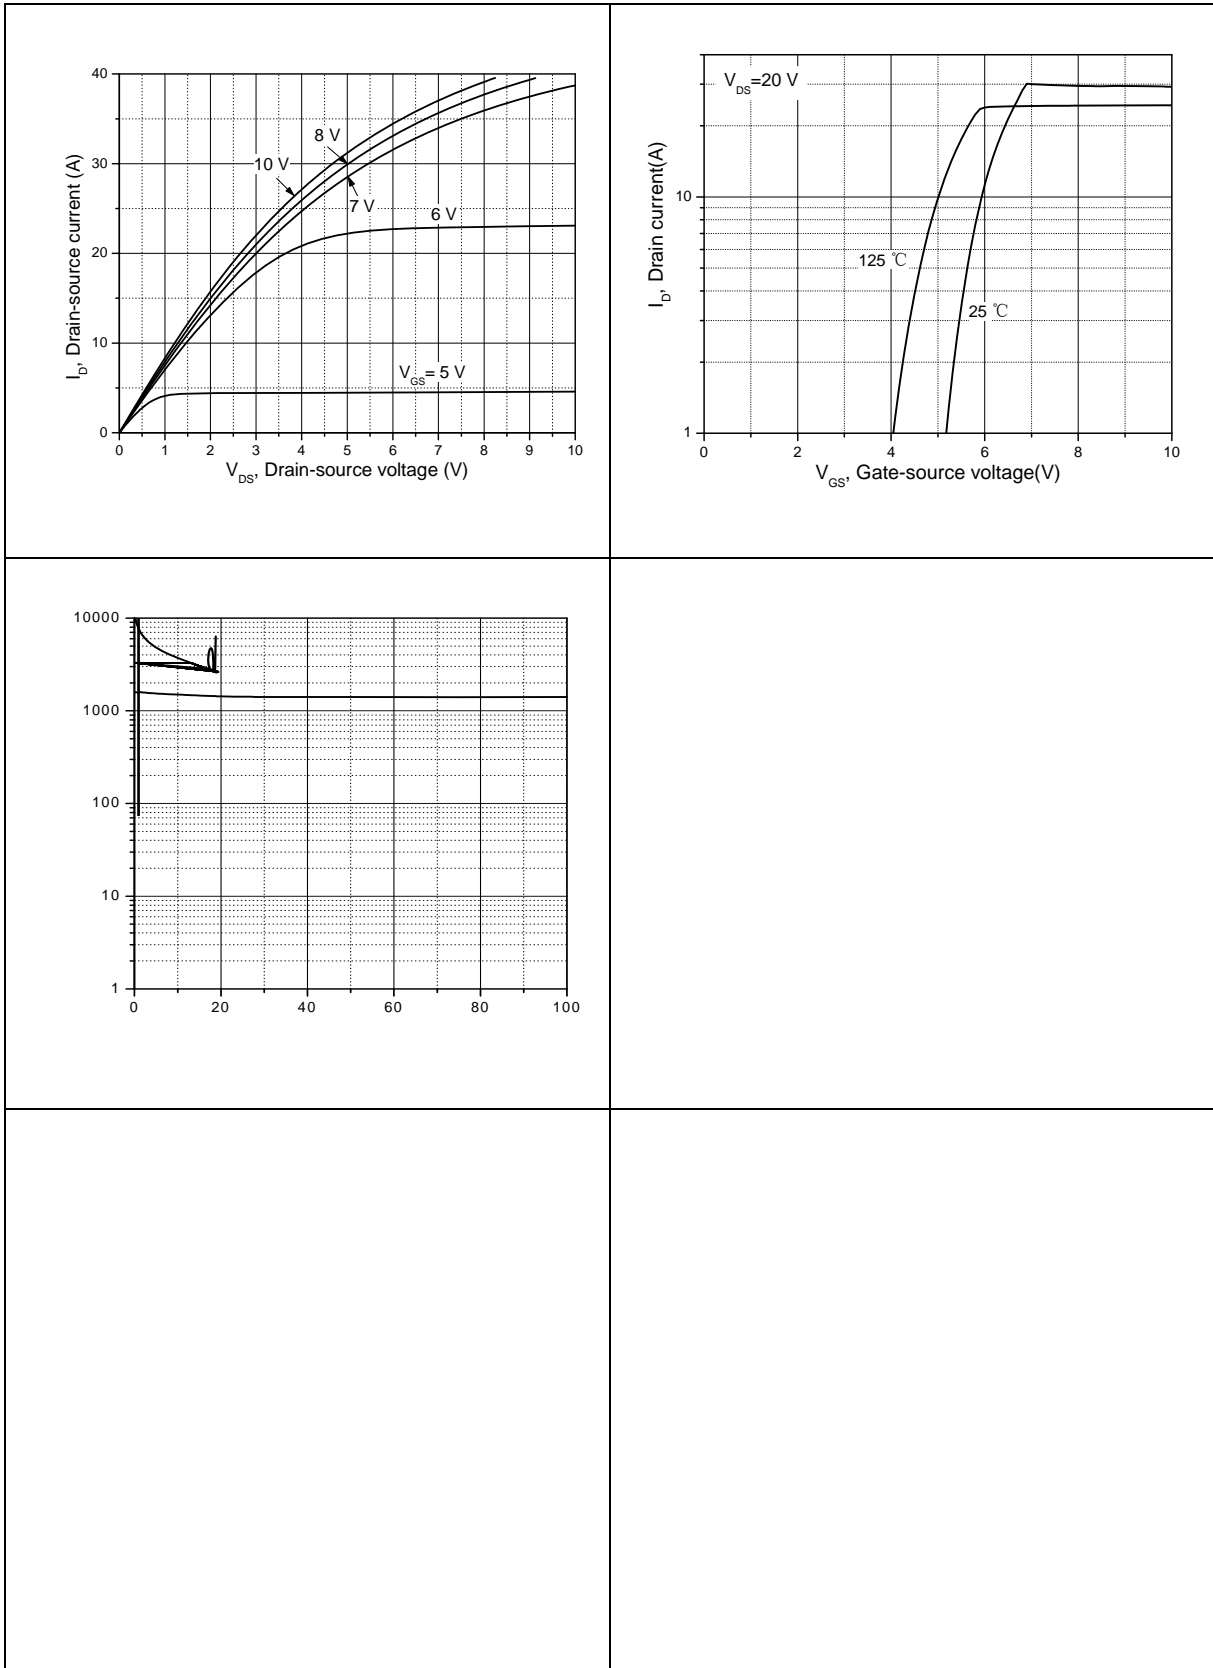 40
30
20
10
0
0 1 2 3 4 5 6 7 8 9 10
I_D, Drain-source current (A)
V_DS, Drain-source voltage (V)
10 V
8 V
7 V
6 V
V_GS= 5 V
V_DS=20 V
10
1
0 2 4 6 8 10
I_D, Drain current(A)
V_GS, Gate-source voltage(V)
125 ℃
25 ℃
10000
1000
100
10
1
0 20 40 60 80 100